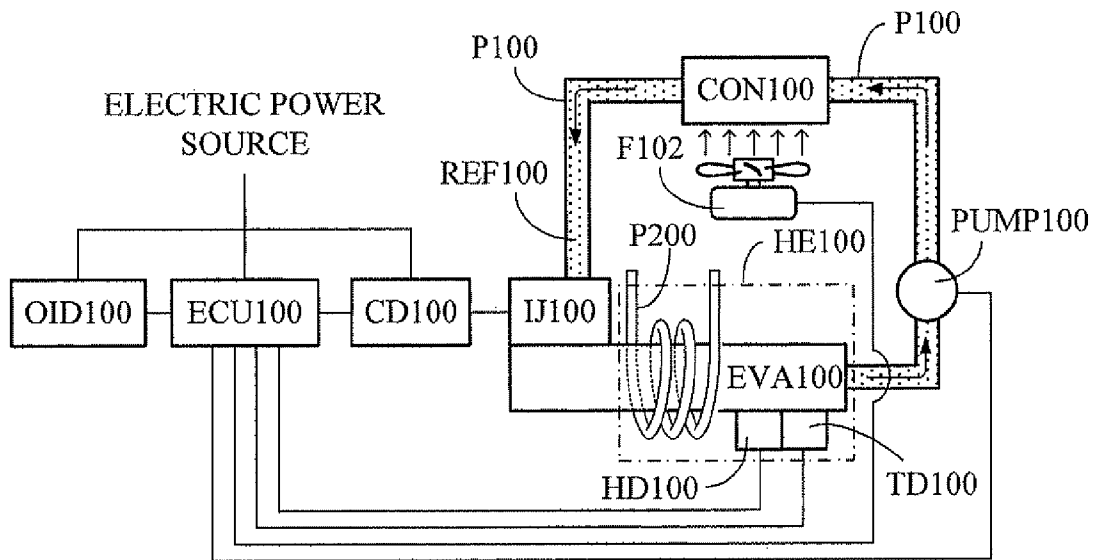 P100
P100
CON100
ELECTRIC POWER
SOURCE
F102
REF100
P200
HE100
PUMP100
OID100
ECU100
CD100
IJ100
EVA100
HD100
TD100